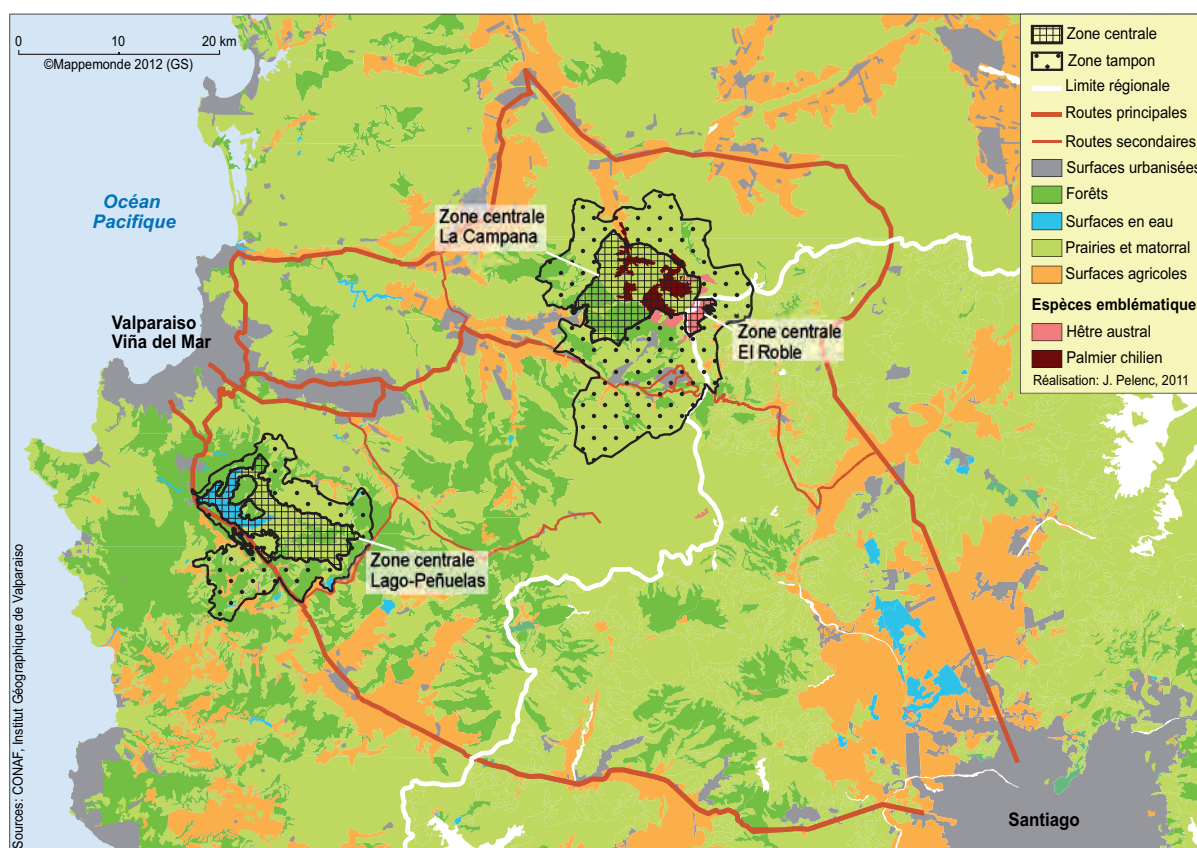 0 10 20 km
©Mappemonde 2012 (GS)
Océan
Pacifique
Valparaiso
Viña del Mar
Zone centrale
La Campana
Zone centrale
El Roble
Zone centrale
Lago-Peñuelas
Santiago
Zone centrale
Zone tampon
Limite régionale
Routes principales
Routes secondaires
Surfaces urbanisées
Forêts
Surfaces en eau
Prairies et matorral
Surfaces agricoles
Espèces emblématique
Hêtre austral
Palmier chilien
Réalisation: J. Pelenc, 2011
Sources: CONAF, Institut Géographique de Valparaiso